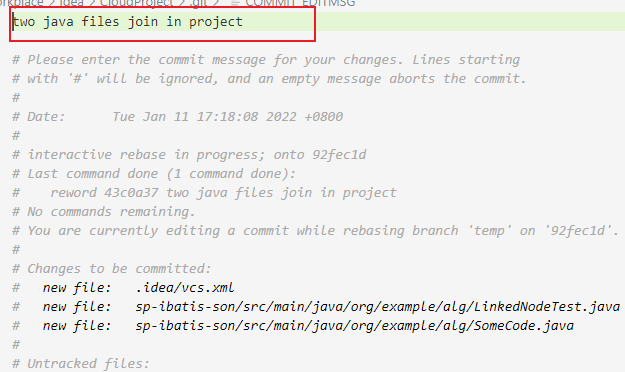 rkplace > Idea > CloudProject > .git > COMMIT_EDITMSG
two java files join in project
# Please enter the commit message for your changes. Lines starting
# with '#' will be ignored, and an empty message aborts the commit.
#
# Date:      Tue Jan 11 17:18:08 2022 +0800
#
# interactive rebase in progress; onto 92fec1d
# Last command done (1 command done):
#    reword 43c0a37 two java files join in project
# No commands remaining.
# You are currently editing a commit while rebasing branch 'temp' on '92fec1d'.
#
# Changes to be committed:
#   new file:   .idea/vcs.xml
#   new file:   sp-ibatis-son/src/main/java/org/example/alg/LinkedNodeTest.java
#   new file:   sp-ibatis-son/src/main/java/org/example/alg/SomeCode.java
#
# Untracked files: